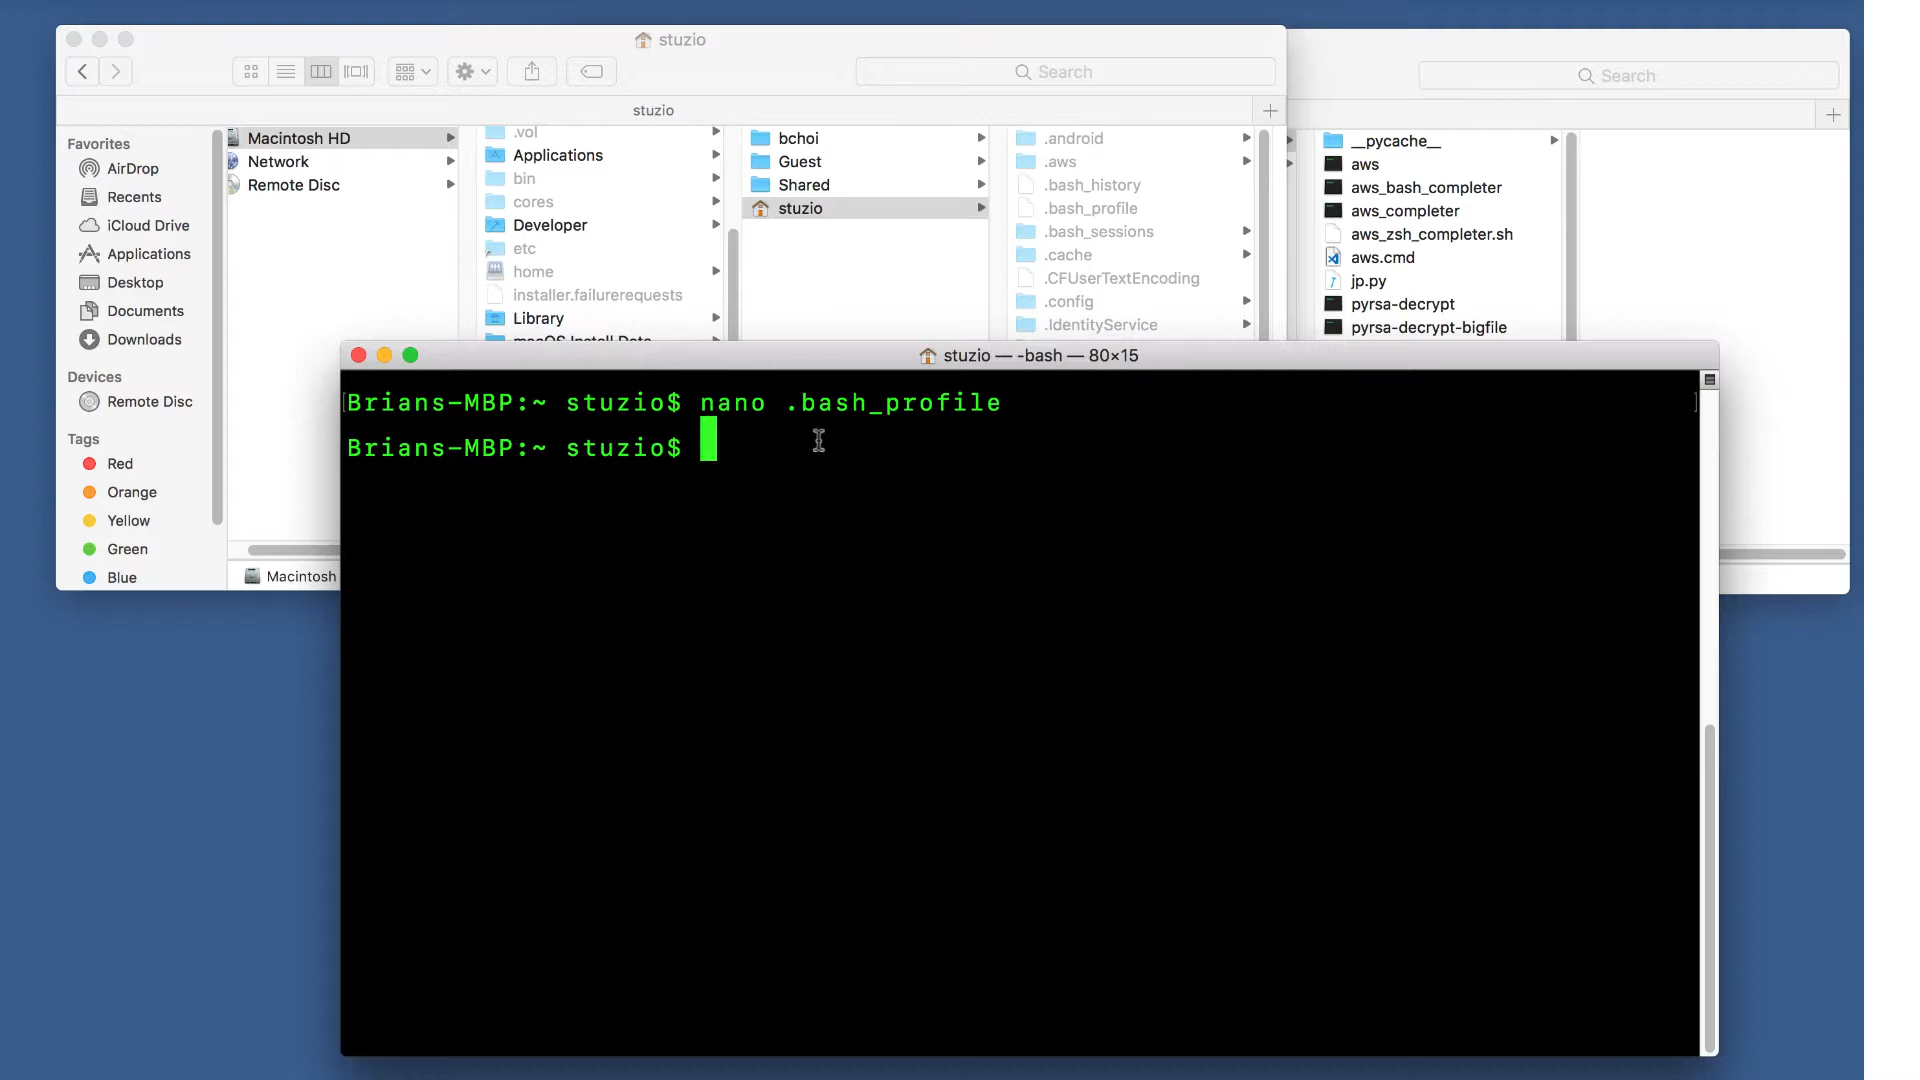 stuzio
Search
stuzio
Search
Favorites
AirDrop
Recents
iCloud Drive
Applications
Desktop
Documents
Downloads
Devices
Remote Disc
Tags
Red
Orange
Yellow
Green
Blue
Macintosh HD
Network
Remote Disc
.vol
Applications
bin
cores
Developer
etc
home
installer.failurerequests
Library
macOS Install Data
bchoi
Guest
Shared
stuzio
.android
.aws
.bash_history
.bash_profile
.bash_sessions
.cache
.CFUserTextEncoding
.config
.IdentityService
__pycache__
aws
aws_bash_completer
aws_completer
aws_zsh_completer.sh
aws.cmd
jp.py
pyrsa-decrypt
pyrsa-decrypt-bigfile
Macintosh
stuzio — -bash — 80×15
Brians-MBP:~ stuzio$ nano .bash_profile
Brians-MBP:~ stuzio$